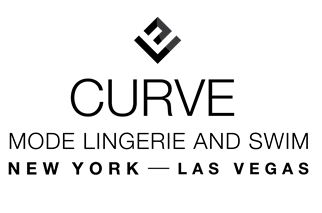 CURVE
MODE LINGERIE AND SWIM
NEW YORK — LAS VEGAS